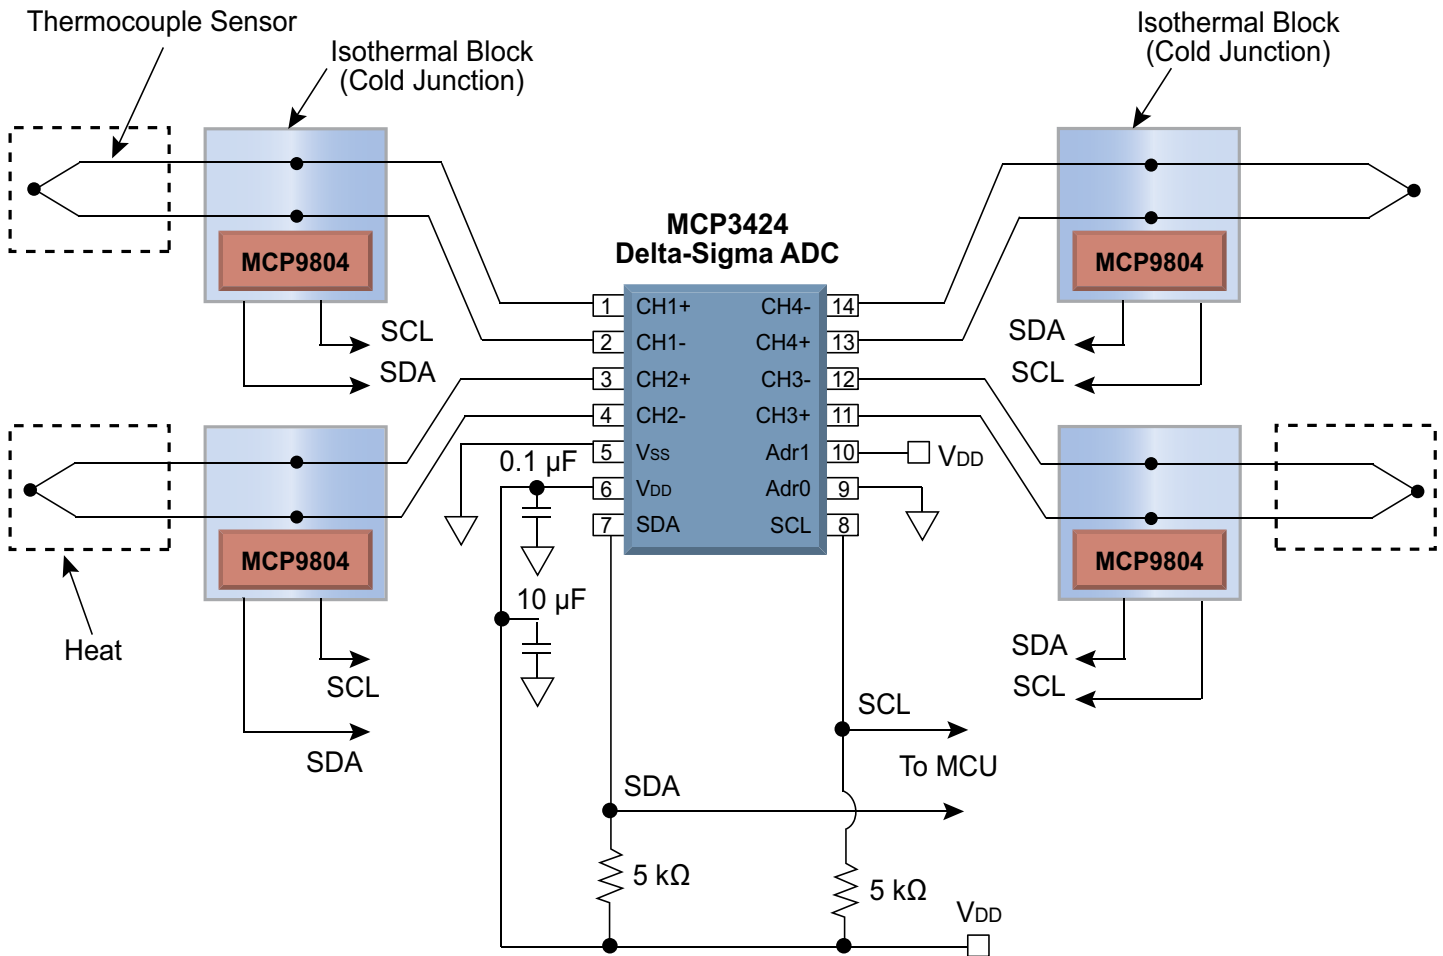 Thermocouple Sensor
Isothermal Block
(Cold Junction)
Isothermal Block
(Cold Junction)
MCP9804
SCL
SDA
MCP3424
Delta-Sigma ADC
MCP9804
SDA
SCL
1 CH1+ CH4- 14
2 CH1- CH4+ 13
3 CH2+ CH3- 12
4 CH2- CH3+ 11
5 VSS Adr1 10
6 VDD Adr0 9
7 SDA SCL 8
0.1 µF
VDD
10 µF
MCP9804
Heat
SCL
SDA
MCP9804
SDA
SCL
SCL
To MCU
SDA
5 kΩ
5 kΩ
VDD